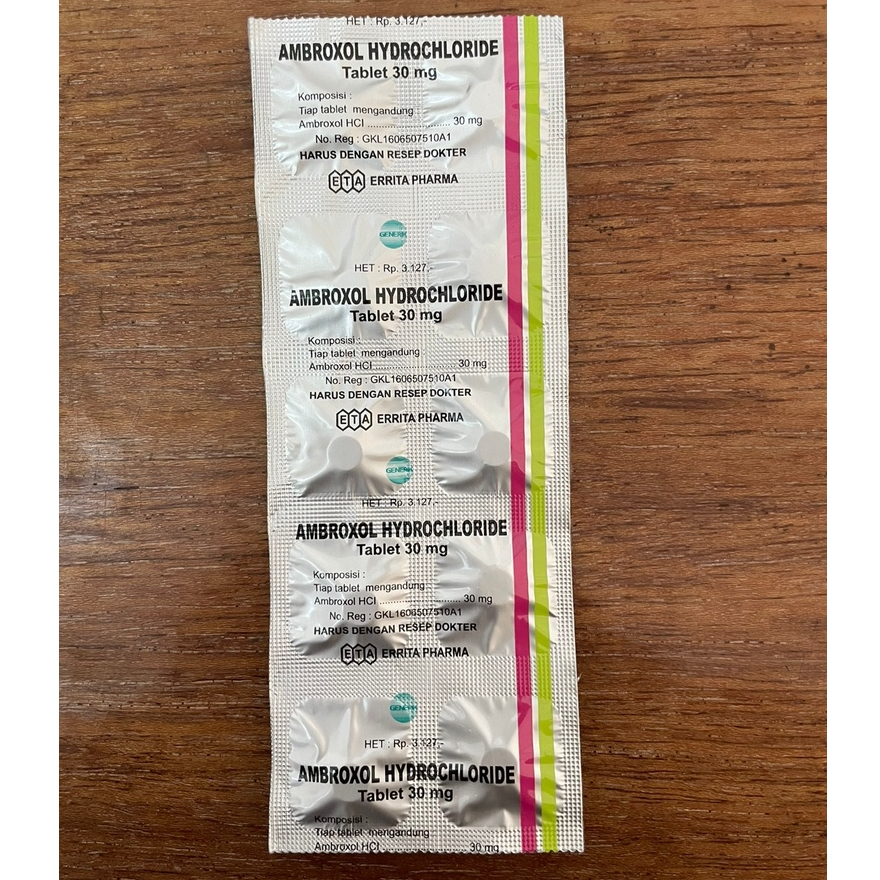 HET : Rp. 3.127,-
AMBROXOL HYDROCHLORIDE
Tablet 30 mg
Komposisi :
Tiap tablet mengandung
Ambroxol HCl ............................ 30 mg
No. Reg : GKL1606507510A1
HARUS DENGAN RESEP DOKTER
ETA ERRITA PHARMA
GENERIK
HET : Rp. 3.127,-
AMBROXOL HYDROCHLORIDE
Tablet 30 mg
Komposisi :
Tiap tablet mengandung
Ambroxol HCl ............................ 30 mg
No. Reg : GKL1606507510A1
HARUS DENGAN RESEP DOKTER
ETA ERRITA PHARMA
GENERIK
HET : Rp. 3.127,-
AMBROXOL HYDROCHLORIDE
Tablet 30 mg
Komposisi :
Tiap tablet mengandung
Ambroxol HCl ............................ 30 mg
No. Reg : GKL1606507510A1
HARUS DENGAN RESEP DOKTER
ETA ERRITA PHARMA
GENERIK
HET : Rp. 3.127,-
AMBROXOL HYDROCHLORIDE
Tablet 30 mg
Komposisi :
Tiap tablet mengandung
Ambroxol HCl ............................ 30 mg